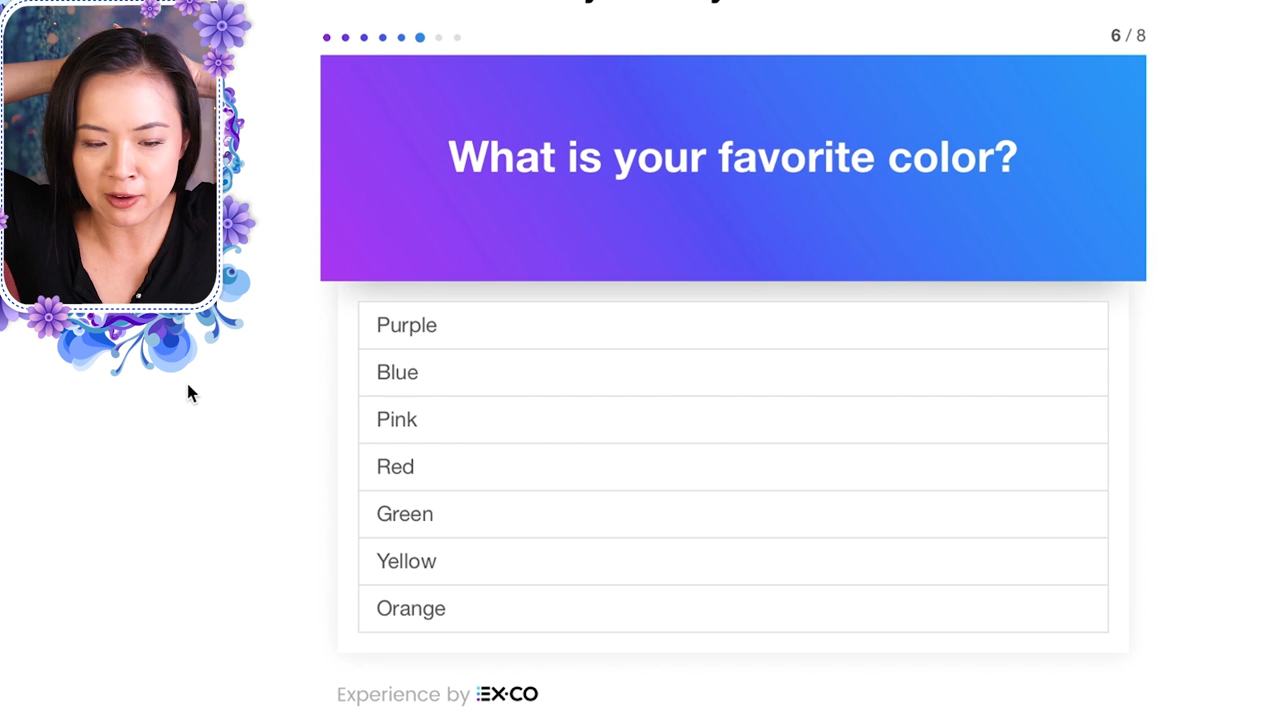 6 / 8
What is your favorite color?
Purple
Blue
Pink
Red
Green
Yellow
Orange
Experience by EX·CO